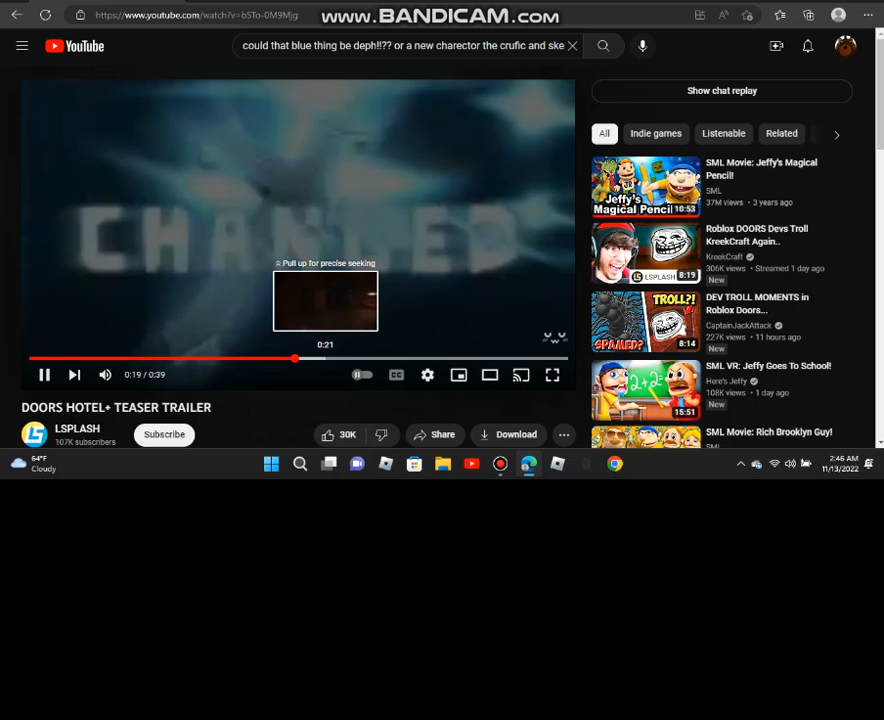 https://www.youtube.com/watch?v=bSTo-0M9Mjg
www.BANDICAM.com
YouTube
could that blue thing be deph!!?? or a new charector the crufic and ske
Show chat replay
All
Indie games
Listenable
Related
CHANTED
Pull up for precise seeking
0:21
0:19 / 0:39
CC
DOORS HOTEL+ TEASER TRAILER
LSPLASH
107K subscribers
Subscribe
30K
Share
Download
Jeffy's
Magical Pencil
10:53
SML Movie: Jeffy's Magical
Pencil!
SML
37M views • 3 years ago
LSPLASH
8:19
Roblox DOORS Devs Troll
KreekCraft Again..
KreekCraft
306K views • Streamed 1 day ago
New
TROLL?!
SPAMED?
8:14
DEV TROLL MOMENTS in
Roblox Doors...
CaptainJackAttack
227K views • 11 hours ago
New
2+2=
15:51
SML VR: Jeffy Goes To School!
Here's Jeffy
108K views • 1 day ago
New
SML Movie: Rich Brooklyn Guy!
64°F
Cloudy
2:46 AM
11/13/2022